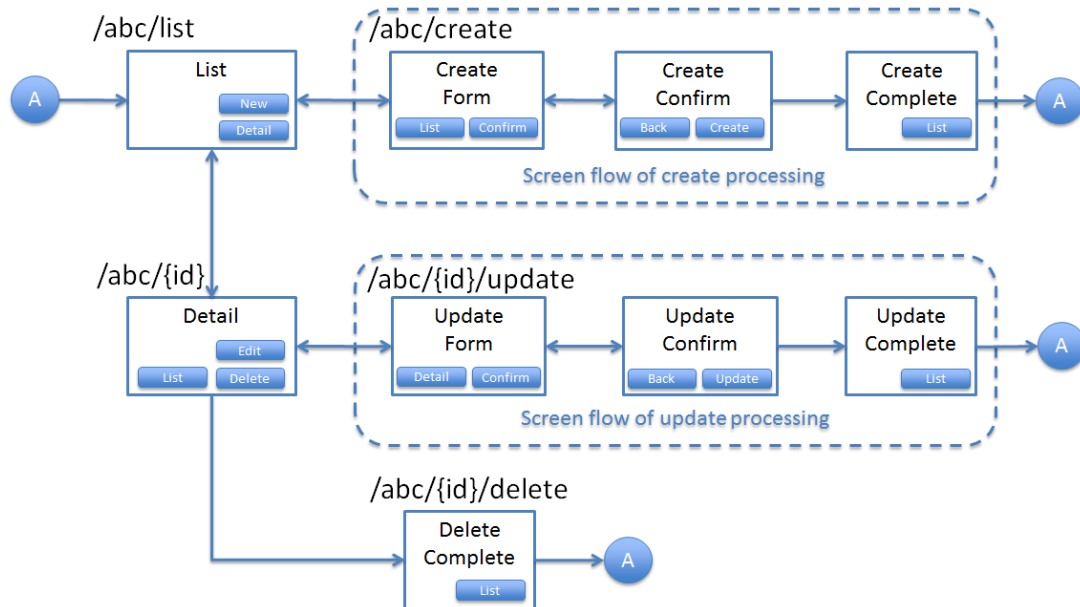 /abc/list
/abc/create
A
List
New
Detail
Create
Form
List
Confirm
Create
Confirm
Back
Create
Create
Complete
List
A
Screen flow of create processing
/abc/{id}
/abc/{id}/update
Detail
Edit
List
Delete
Update
Form
Detail
Confirm
Update
Confirm
Back
Update
Update
Complete
List
A
Screen flow of update processing
/abc/{id}/delete
Delete
Complete
List
A